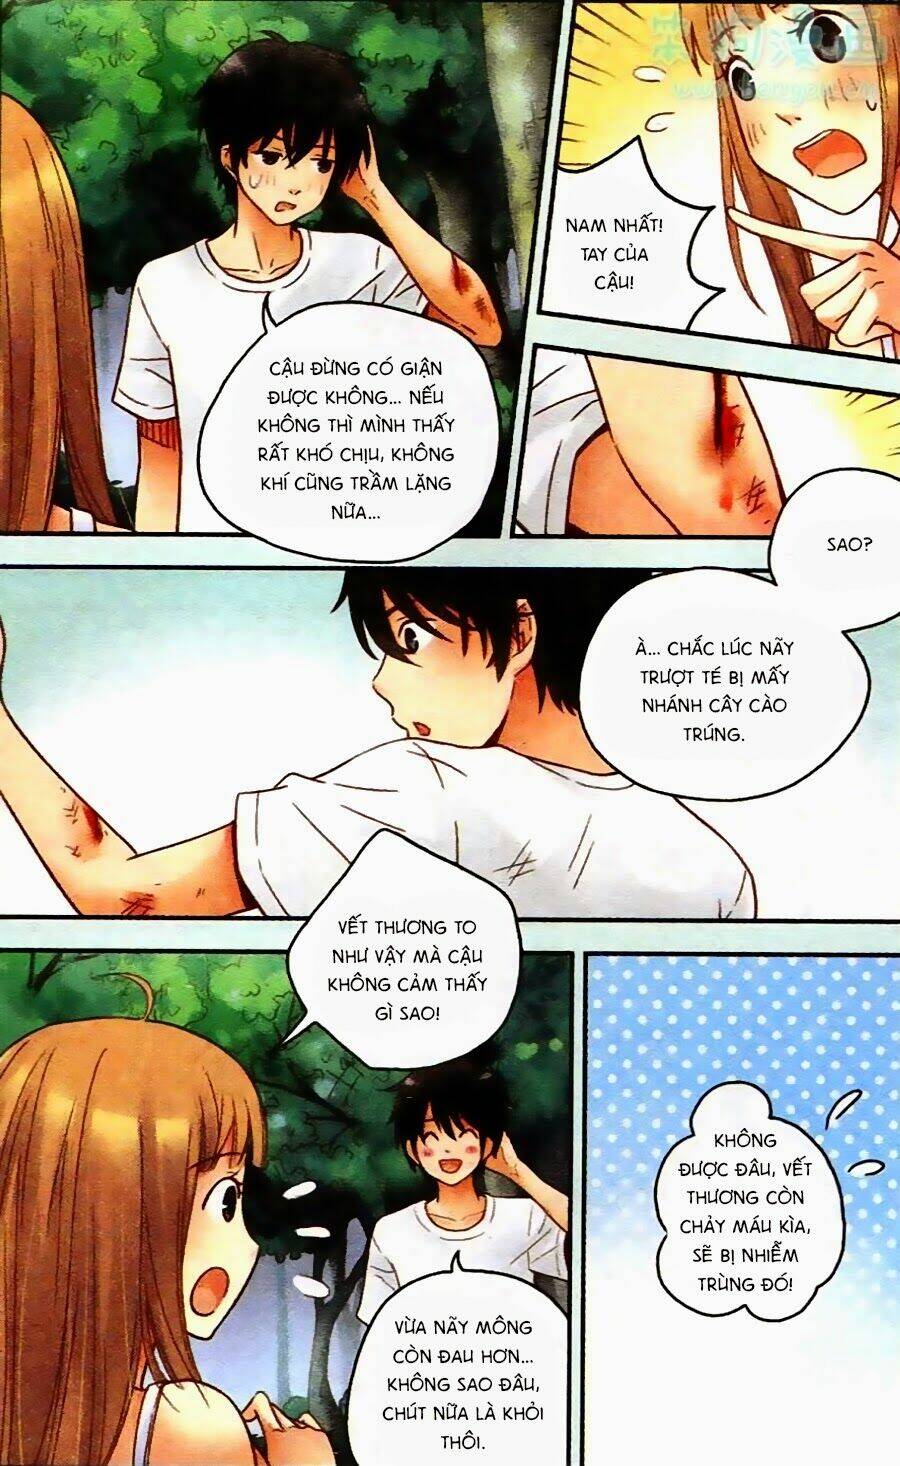 CẬU ĐỪNG CÓ GIẬN
ĐƯỢC KHÔNG... NẾU
KHÔNG THÌ MÌNH THẤY
RẤT KHÓ CHỊU, KHÔNG
KHÍ CŨNG TRẦM LẶNG
NỮA...
NAM NHẤT!
TAY CỦA
CẬU!
SAO?
À... CHẮC LÚC NÃY
TRƯỢT TÉ BỊ MẤY
NHÁNH CÂY CÀO
TRÚNG.
VẾT THƯƠNG TO
NHƯ VẬY MÀ CẬU
KHÔNG CẢM THẤY
GÌ SAO!
VỪA NÃY MÔNG
CÒN ĐAU HƠN...
KHÔNG SAO ĐÂU,
CHÚT NỮA LÀ KHỎI
THÔI.
KHÔNG
ĐƯỢC ĐÂU, VẾT
THƯƠNG CÒN
CHẢY MÁU KÌA,
SẼ BỊ NHIỄM
TRÙNG ĐÓ!